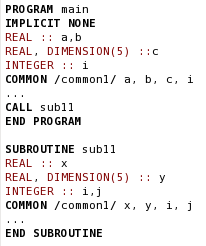 PROGRAM main
IMPLICIT NONE
REAL :: a,b
REAL, DIMENSION(5) ::c
INTEGER :: i
COMMON /common1/ a, b, c, i
...
CALL sub11
END PROGRAM

SUBROUTINE sub11
REAL :: x
REAL, DIMENSION(5) :: y
INTEGER :: i,j
COMMON /common1/ x, y, i, j
...
END SUBROUTINE